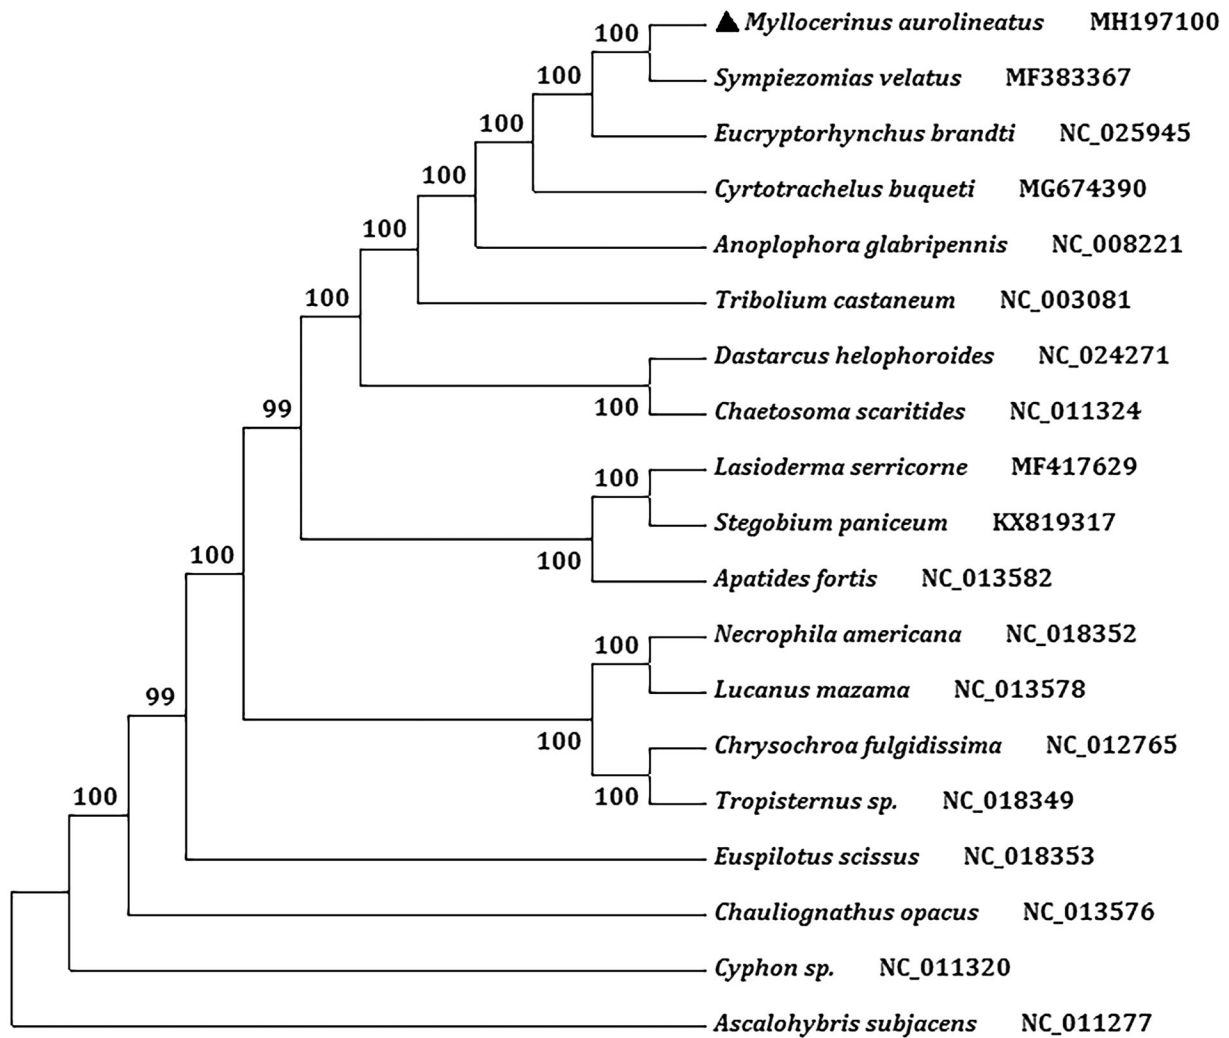 100
▲ Myllocerinus aurolineatus MH197100
100
Sympiezomias velatus MF383367
100
Eucryptorhynchus brandti NC_025945
100
Cyrtotrachelus buqueti MG674390
100
Anoplophora glabripennis NC_008221
100
Tribolium castaneum NC_003081
Dastarcus helophoroides NC_024271
99
100
Chaetosoma scaritides NC_011324
100
Lasioderma serricorne MF417629
Stegobium paniceum KX819317
100
100
Apatides fortis NC_013582
100
Necrophila americana NC_018352
99
Lucanus mazama NC_013578
100
Chrysochroa fulgidissima NC_012765
100
100
Tropisternus sp. NC_018349
Euspilotus scissus NC_018353
Chauliognathus opacus NC_013576
Cyphon sp. NC_011320
Ascalohybris subjacens NC_011277